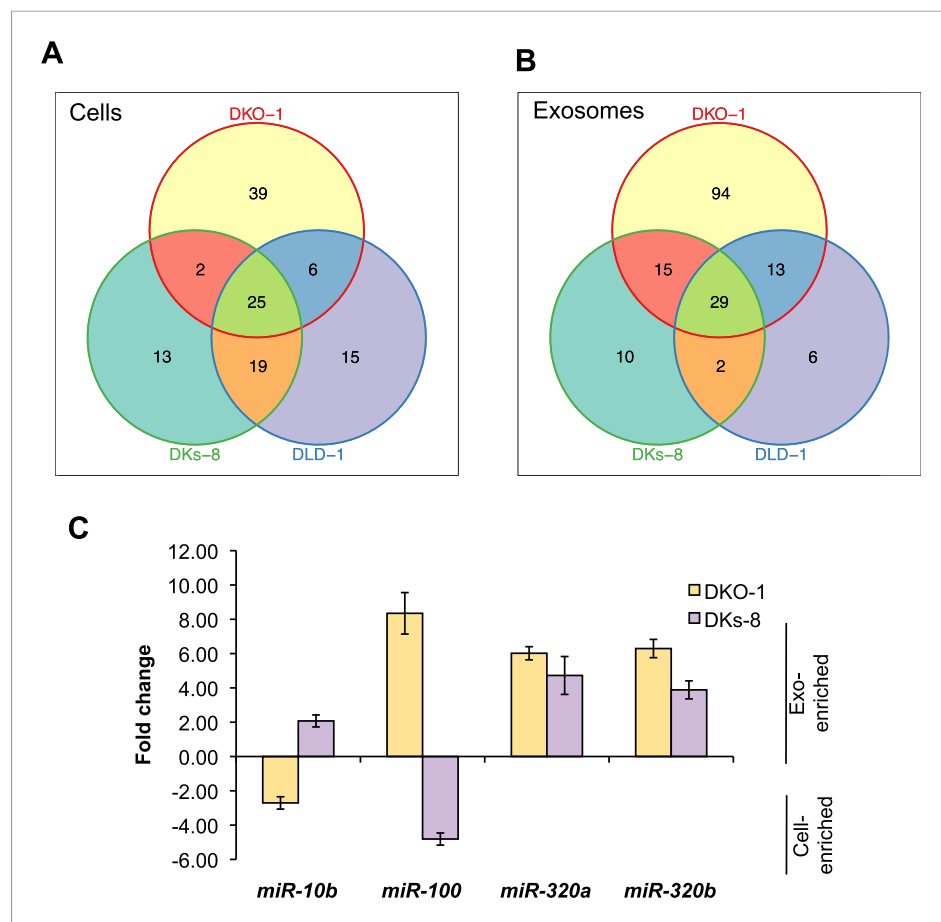 A
Cells
DKO–1
39
2
6
25
13
19
15
DKs–8
DLD–1
B
Exosomes
DKO–1
94
15
13
29
10
2
6
DKs–8
DLD–1
C
Fold change
12.00
10.00
8.00
6.00
4.00
2.00
0.00
-2.00
-4.00
-6.00
DKO-1
DKs-8
Exo-
enriched
Cell-
enriched
miR-10b
miR-100
miR-320a
miR-320b